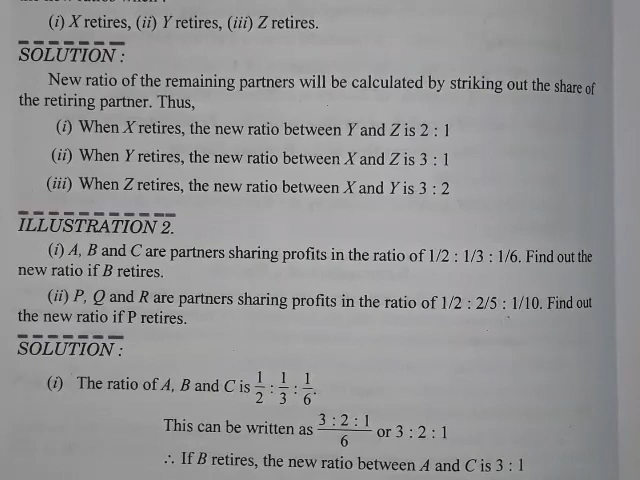 (i) X retires, (ii) Y retires, (iii) Z retires.
SOLUTION :
New ratio of the remaining partners will be calculated by striking out the share of
the retiring partner. Thus,
(i) When X retires, the new ratio between Y and Z is 2 : 1
(ii) When Y retires, the new ratio between X and Z is 3 : 1
(iii) When Z retires, the new ratio between X and Y is 3 : 2
ILLUSTRATION 2.
(i) A, B and C are partners sharing profits in the ratio of 1/2 : 1/3 : 1/6. Find out the
new ratio if B retires.
(ii) P, Q and R are partners sharing profits in the ratio of 1/2 : 2/5 : 1/10. Find out
the new ratio if P retires.
SOLUTION :
(i) The ratio of A, B and C is 1/2 : 1/3 : 1/6.
This can be written as 3 : 2 : 1 / 6 or 3 : 2 : 1
∴ If B retires, the new ratio between A and C is 3 : 1